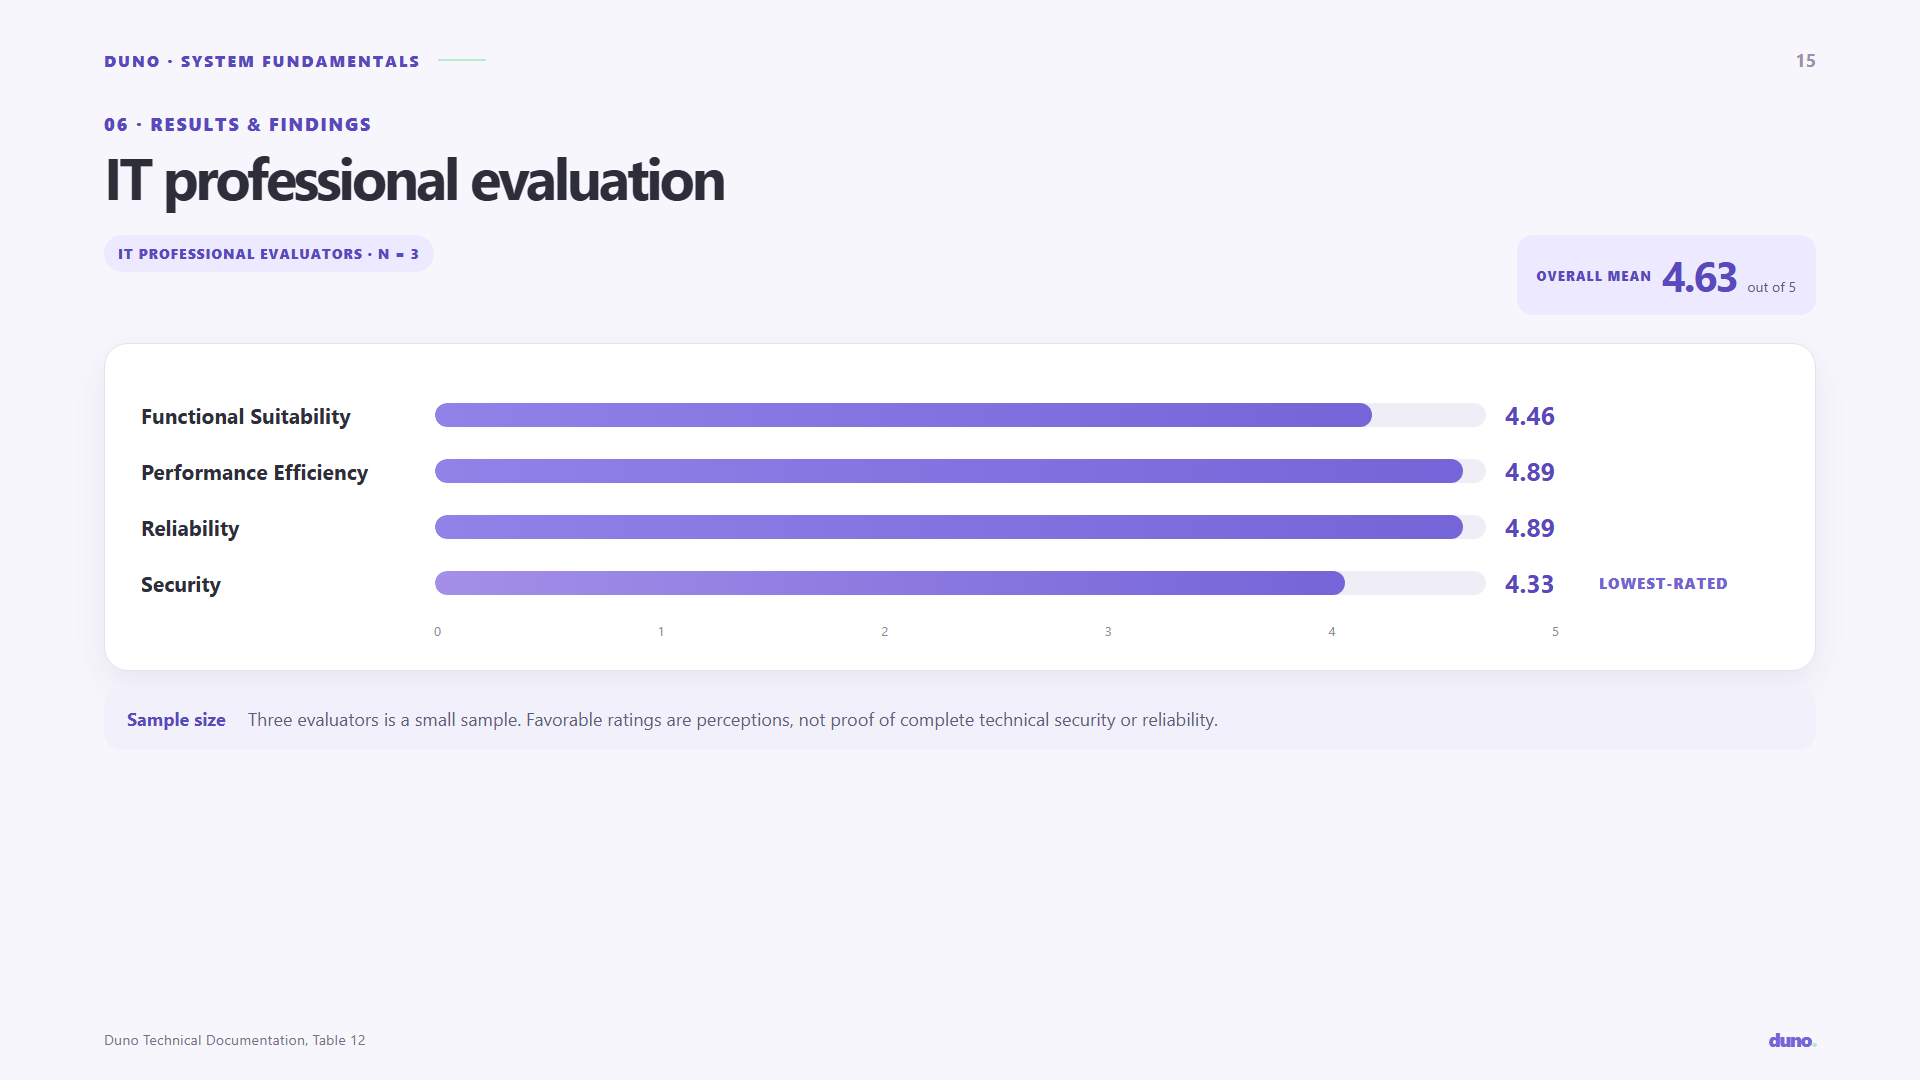 DUNO · SYSTEM FUNDAMENTALS
15
06 · RESULTS & FINDINGS
IT professional evaluation
IT PROFESSIONAL EVALUATORS · N = 3
OVERALL MEAN 4.63 out of 5
Functional Suitability 4.46
Performance Efficiency 4.89
Reliability 4.89
Security 4.33 LOWEST-RATED
0 1 2 3 4 5
Sample size Three evaluators is a small sample. Favorable ratings are perceptions, not proof of complete technical security or reliability.
Duno Technical Documentation, Table 12
duno.